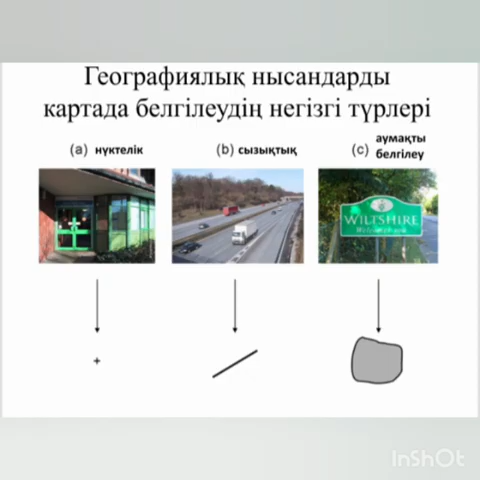 Географиялық нысандарды
картада белгілеудің негізгі түрлері
(a) нүктелік
(b) сызықтық
(c) аумақты
белгілеу
WILTSHIRE
+
InShOt